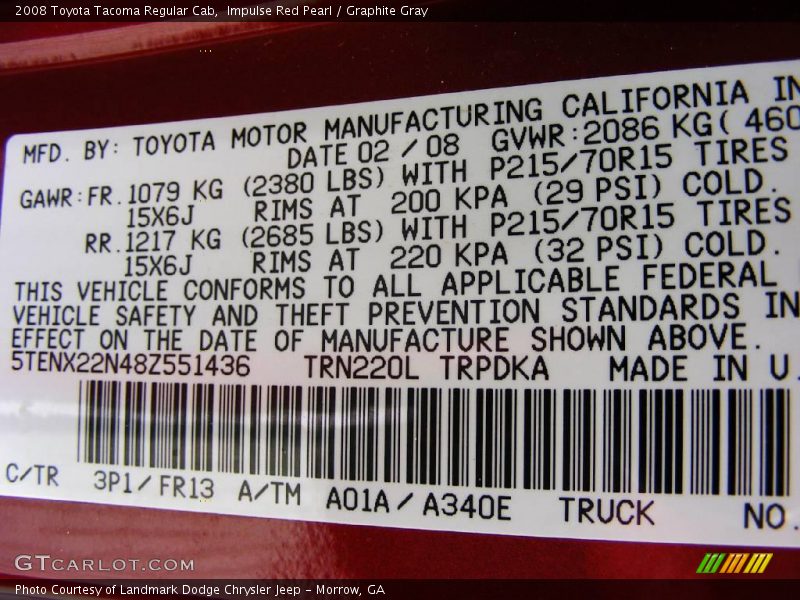 2008 Toyota Tacoma Regular Cab,  Impulse Red Pearl / Graphite Gray
MFD. BY: TOYOTA MOTOR MANUFACTURING CALIFORNIA IN
DATE 02 / 08 GVWR:2086 KG( 460
GAWR:FR. 1079 KG (2380 LBS) WITH P215/70R15 TIRES
15X6J RIMS AT 200 KPA (29 PSI) COLD.
RR. 1217 KG (2685 LBS) WITH P215/70R15 TIRES
15X6J RIMS AT 220 KPA (32 PSI) COLD.
THIS VEHICLE CONFORMS TO ALL APPLICABLE FEDERAL
VEHICLE SAFETY AND THEFT PREVENTION STANDARDS IN
EFFECT ON THE DATE OF MANUFACTURE SHOWN ABOVE.
5TENX22N48Z551436 TRN220L TRPDKA MADE IN U.
C/TR 3P1/FR13 A/TM A01A/A340E TRUCK NO.
GTCARLOT.COM
Photo Courtesy of Landmark Dodge Chrysler Jeep - Morrow, GA